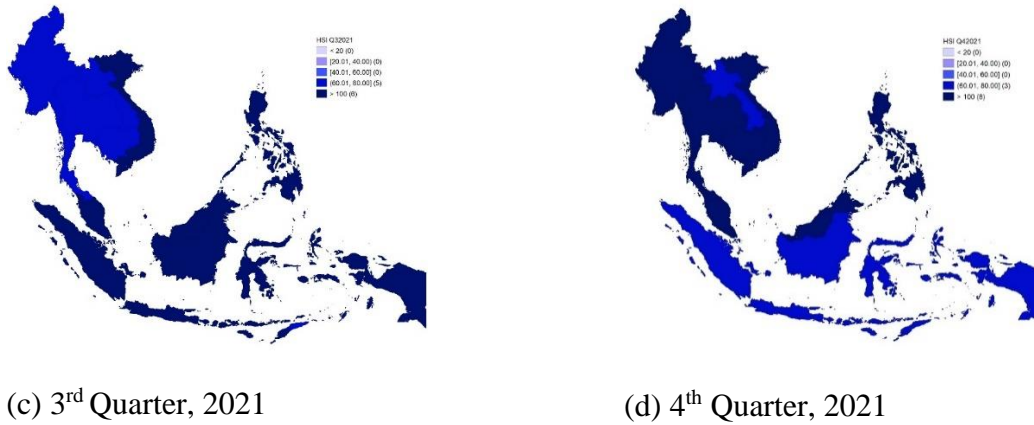 HSI Q32021
< 20 (0)
[20.01, 40.00) (0)
[40.01, 60.00] (0)
[60.01, 80.00] (5)
> 100 (6)
HSI Q42021
< 20 (0)
[20.01, 40.00) (0)
[40.01, 60.00] (0)
[60.01, 80.00] (3)
> 100 (8)
(c) 3rd Quarter, 2021
(d) 4th Quarter, 2021